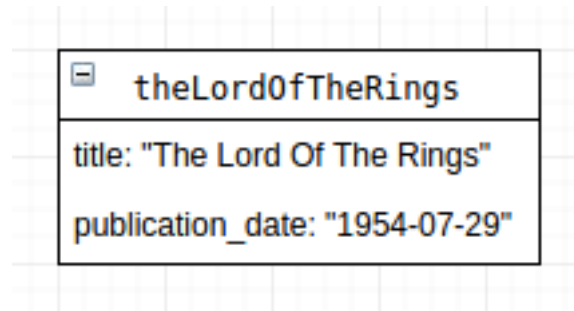 theLordOfTheRings
title: "The Lord Of The Rings"
publication_date: "1954-07-29"